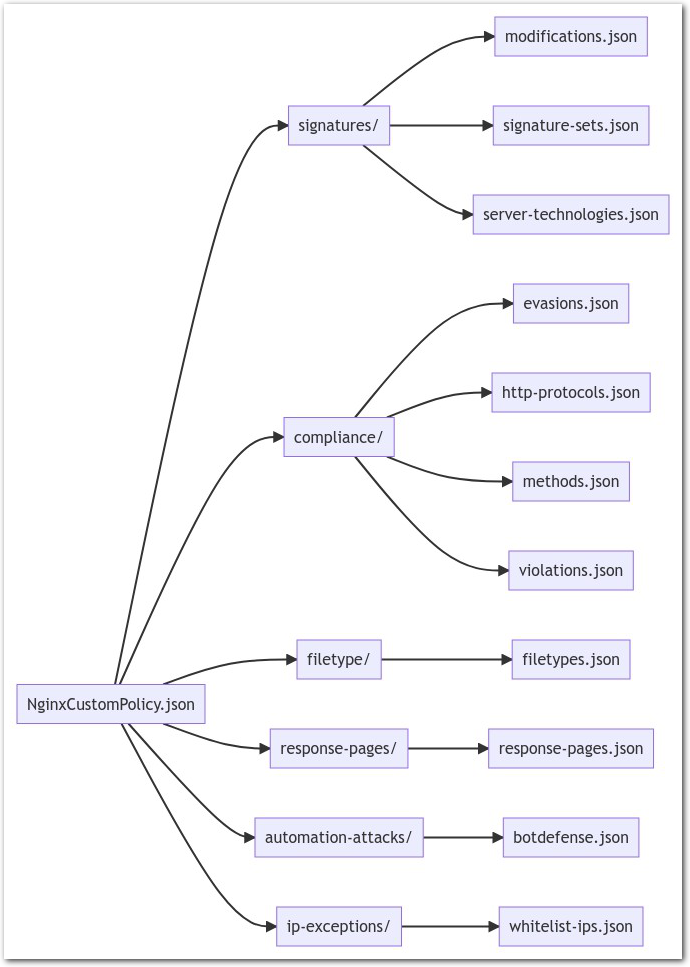 modifications.json
signatures/
signature-sets.json
server-technologies.json
evasions.json
http-protocols.json
compliance/
methods.json
violations.json
filetype/
filetypes.json
NginxCustomPolicy.json
response-pages/
response-pages.json
automation-attacks/
botdefense.json
ip-exceptions/
whitelist-ips.json